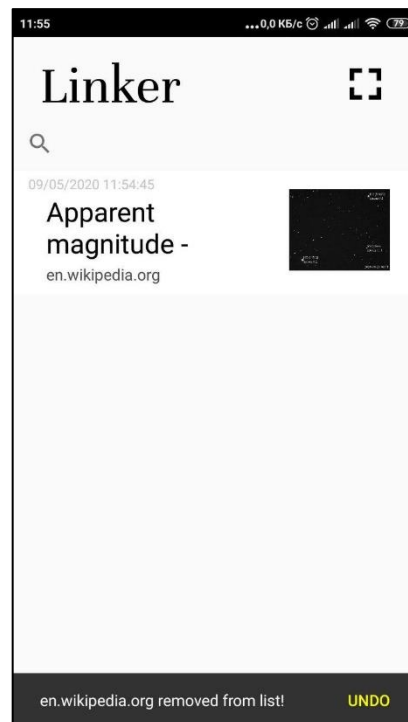 11:55 ...0,0 КБ/с 79
Linker
09/05/2020 11:54:45
Apparent
magnitude -
en.wikipedia.org
en.wikipedia.org removed from list! UNDO